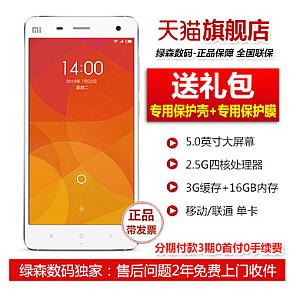 天猫旗舰店
绿森数码-正品保障 全国联保
送礼包
专用保护壳+专用保护膜
5.0英寸大屏幕
2.5G四核处理器
3G缓存+16GB内存
移动/联通 单卡
mi
12:00
正品
带发票
分期付款3期0首付0手续费
绿森数码独家：售后问题2年免费上门收件